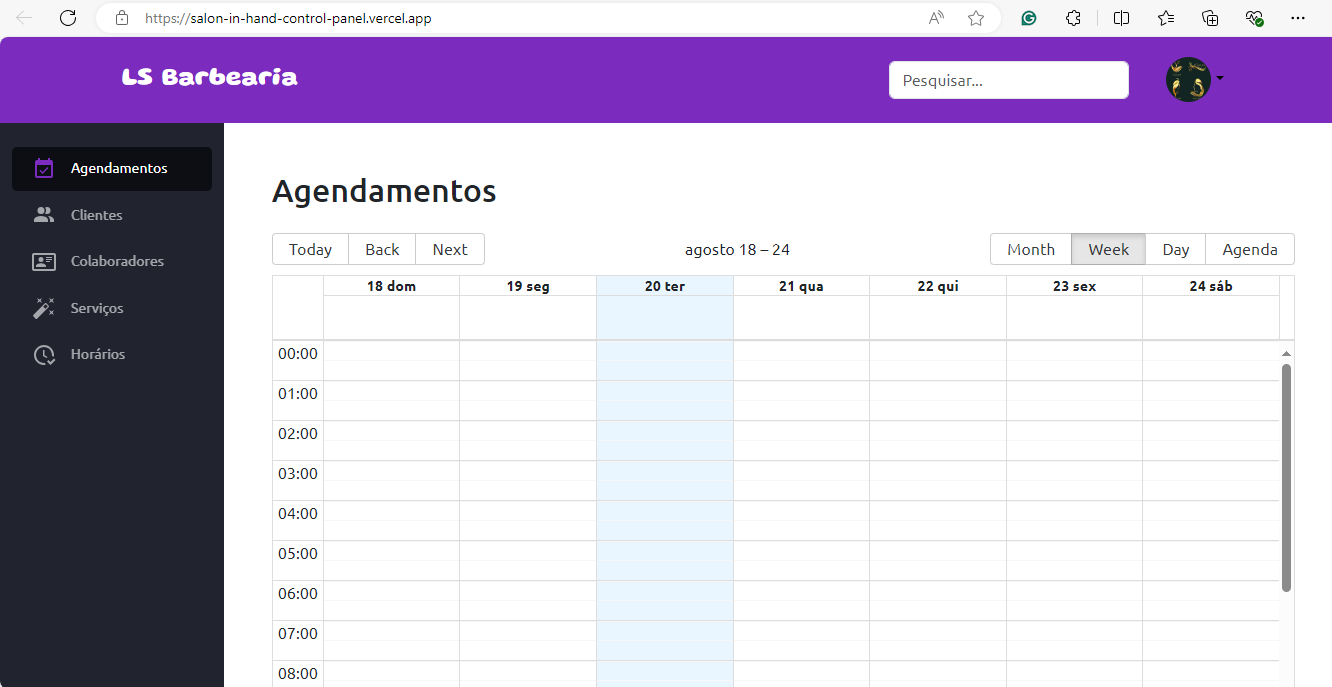 https://salon-in-hand-control-panel.vercel.app
LS Barbearia
Pesquisar...
Agendamentos
Clientes
Colaboradores
Serviços
Horários
Agendamentos
Today Back Next agosto 18 – 24 Month Week Day Agenda
18 dom 19 seg 20 ter 21 qua 22 qui 23 sex 24 sáb
00:00
01:00
02:00
03:00
04:00
05:00
06:00
07:00
08:00